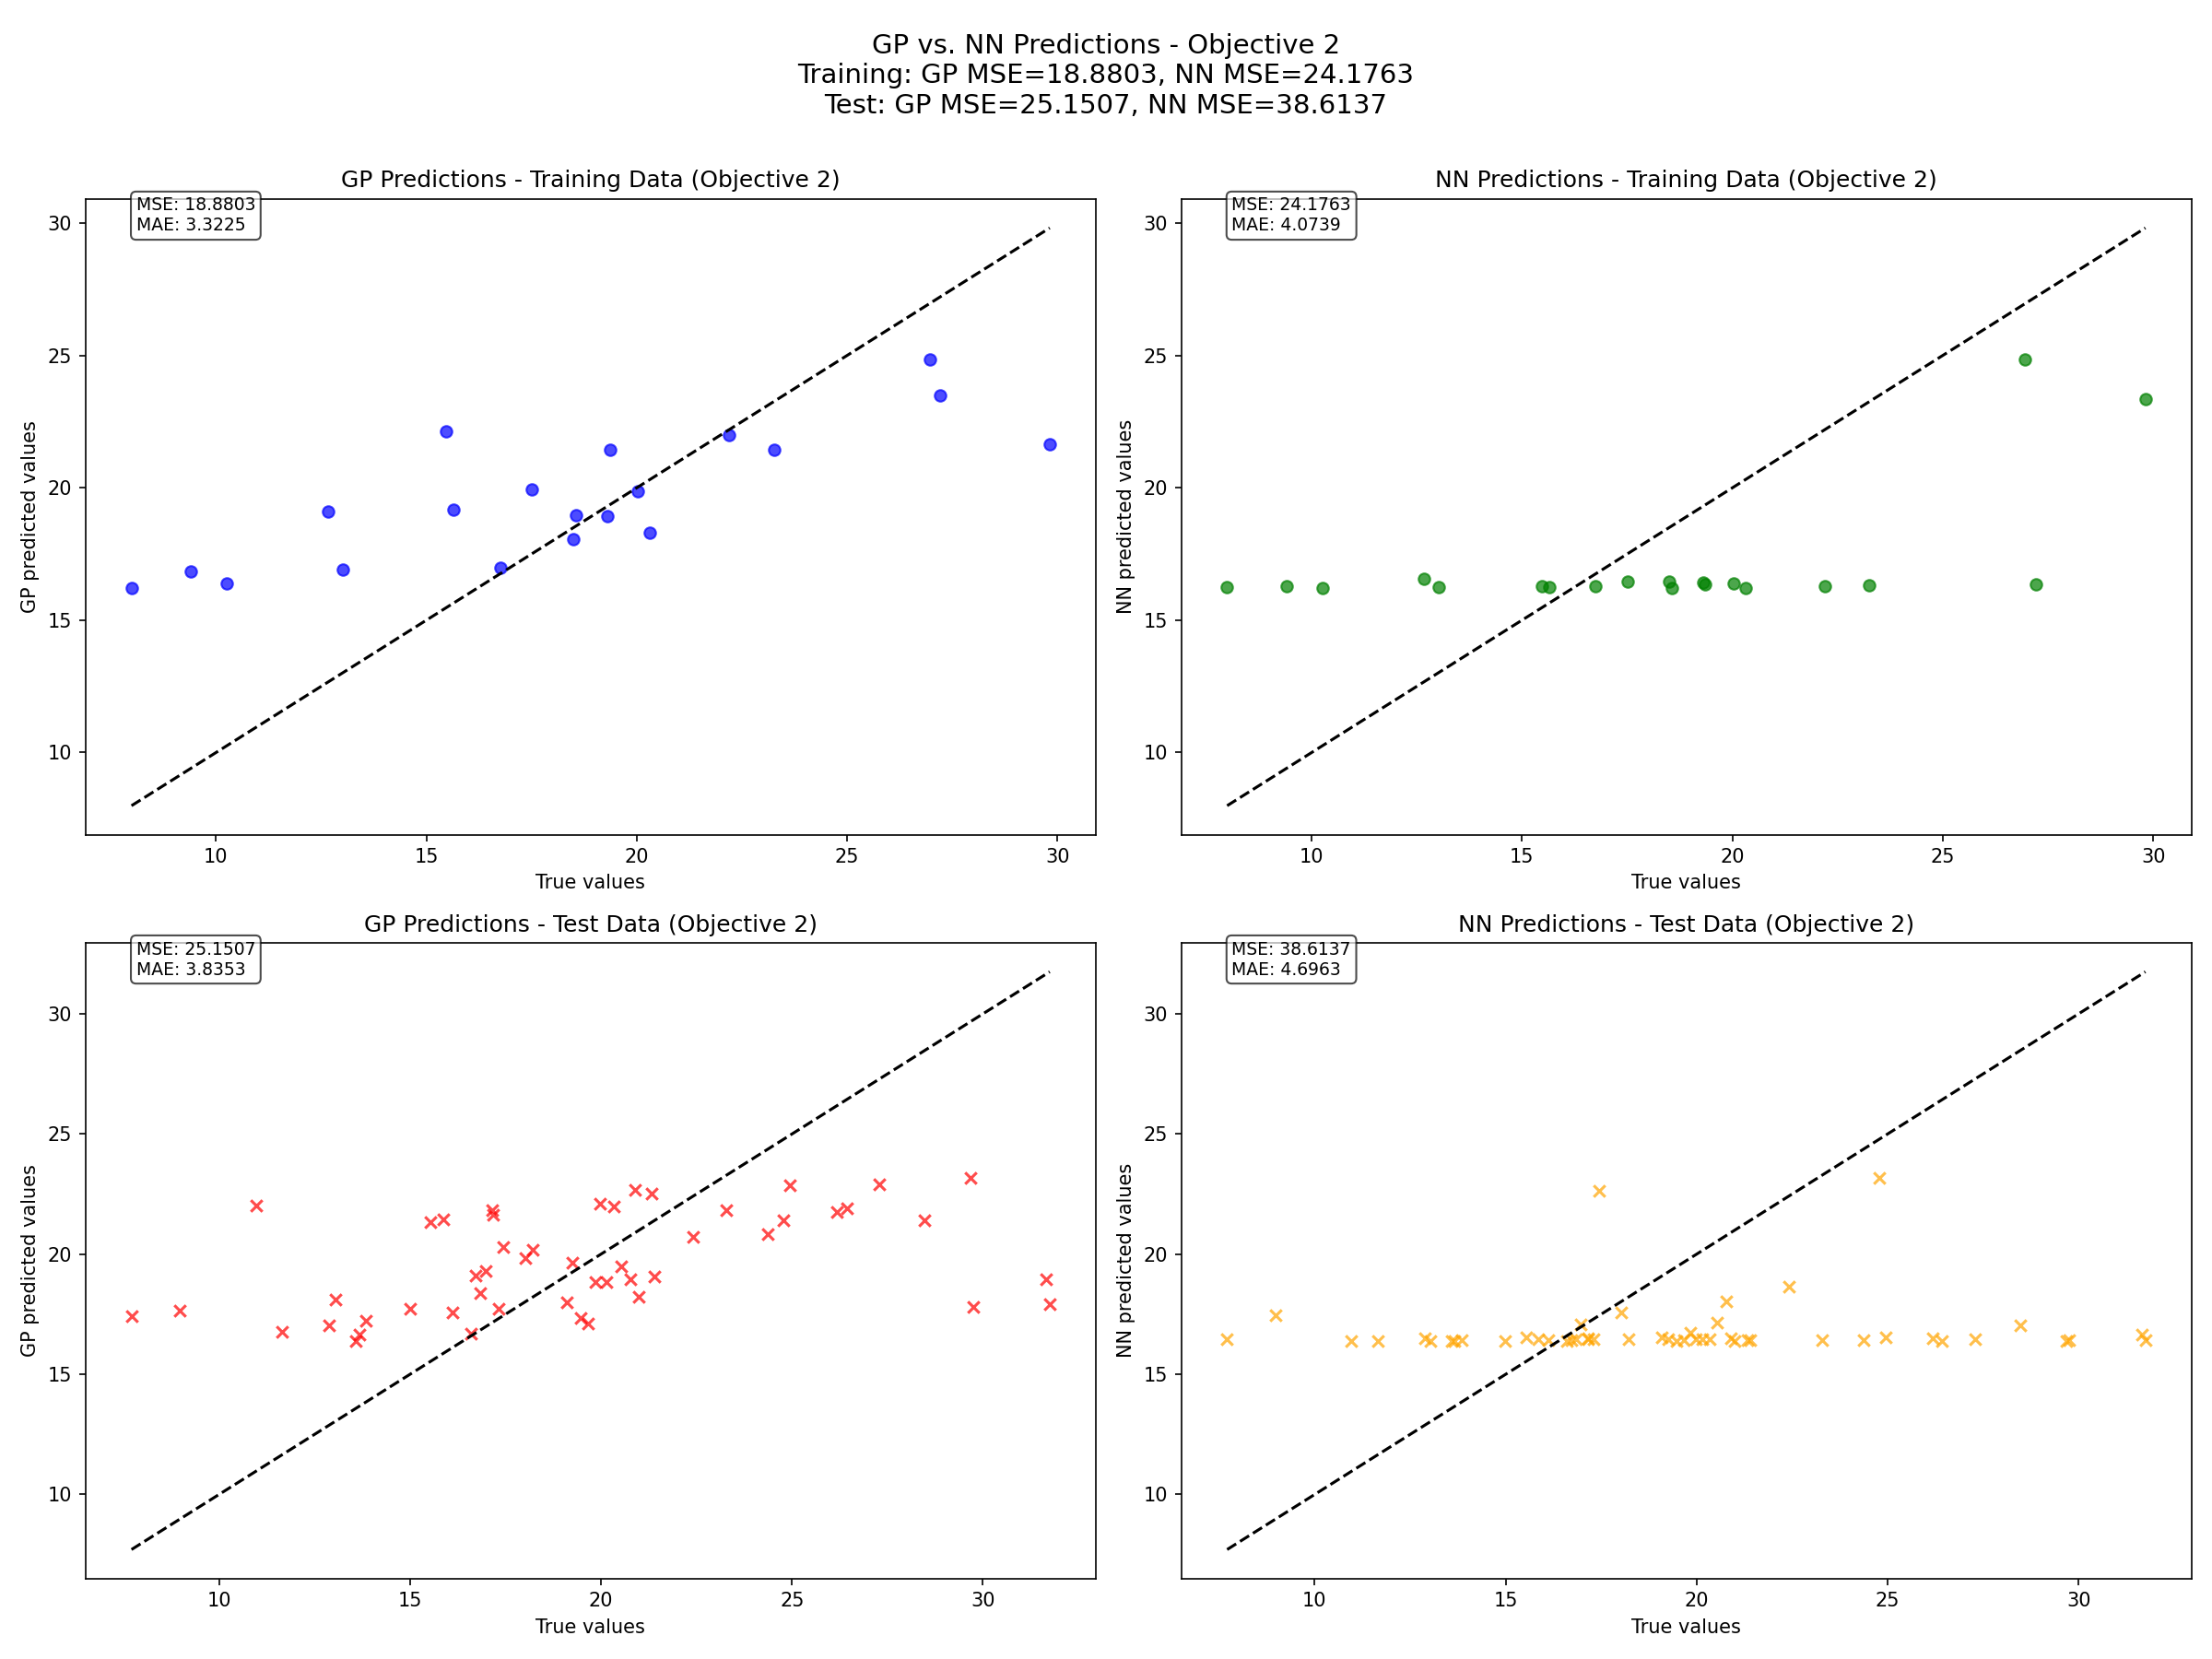 GP vs. NN Predictions - Objective 2
Training: GP MSE=18.8803, NN MSE=24.1763
Test: GP MSE=25.1507, NN MSE=38.6137
GP Predictions - Training Data (Objective 2)
MSE: 18.8803
MAE: 3.3225
30
25
20
15
10
GP predicted values
10 15 20 25 30
True values
NN Predictions - Training Data (Objective 2)
MSE: 24.1763
MAE: 4.0739
30
25
20
15
10
NN predicted values
10 15 20 25 30
True values
GP Predictions - Test Data (Objective 2)
MSE: 25.1507
MAE: 3.8353
30
25
20
15
10
GP predicted values
10 15 20 25 30
True values
NN Predictions - Test Data (Objective 2)
MSE: 38.6137
MAE: 4.6963
30
25
20
15
10
NN predicted values
10 15 20 25 30
True values